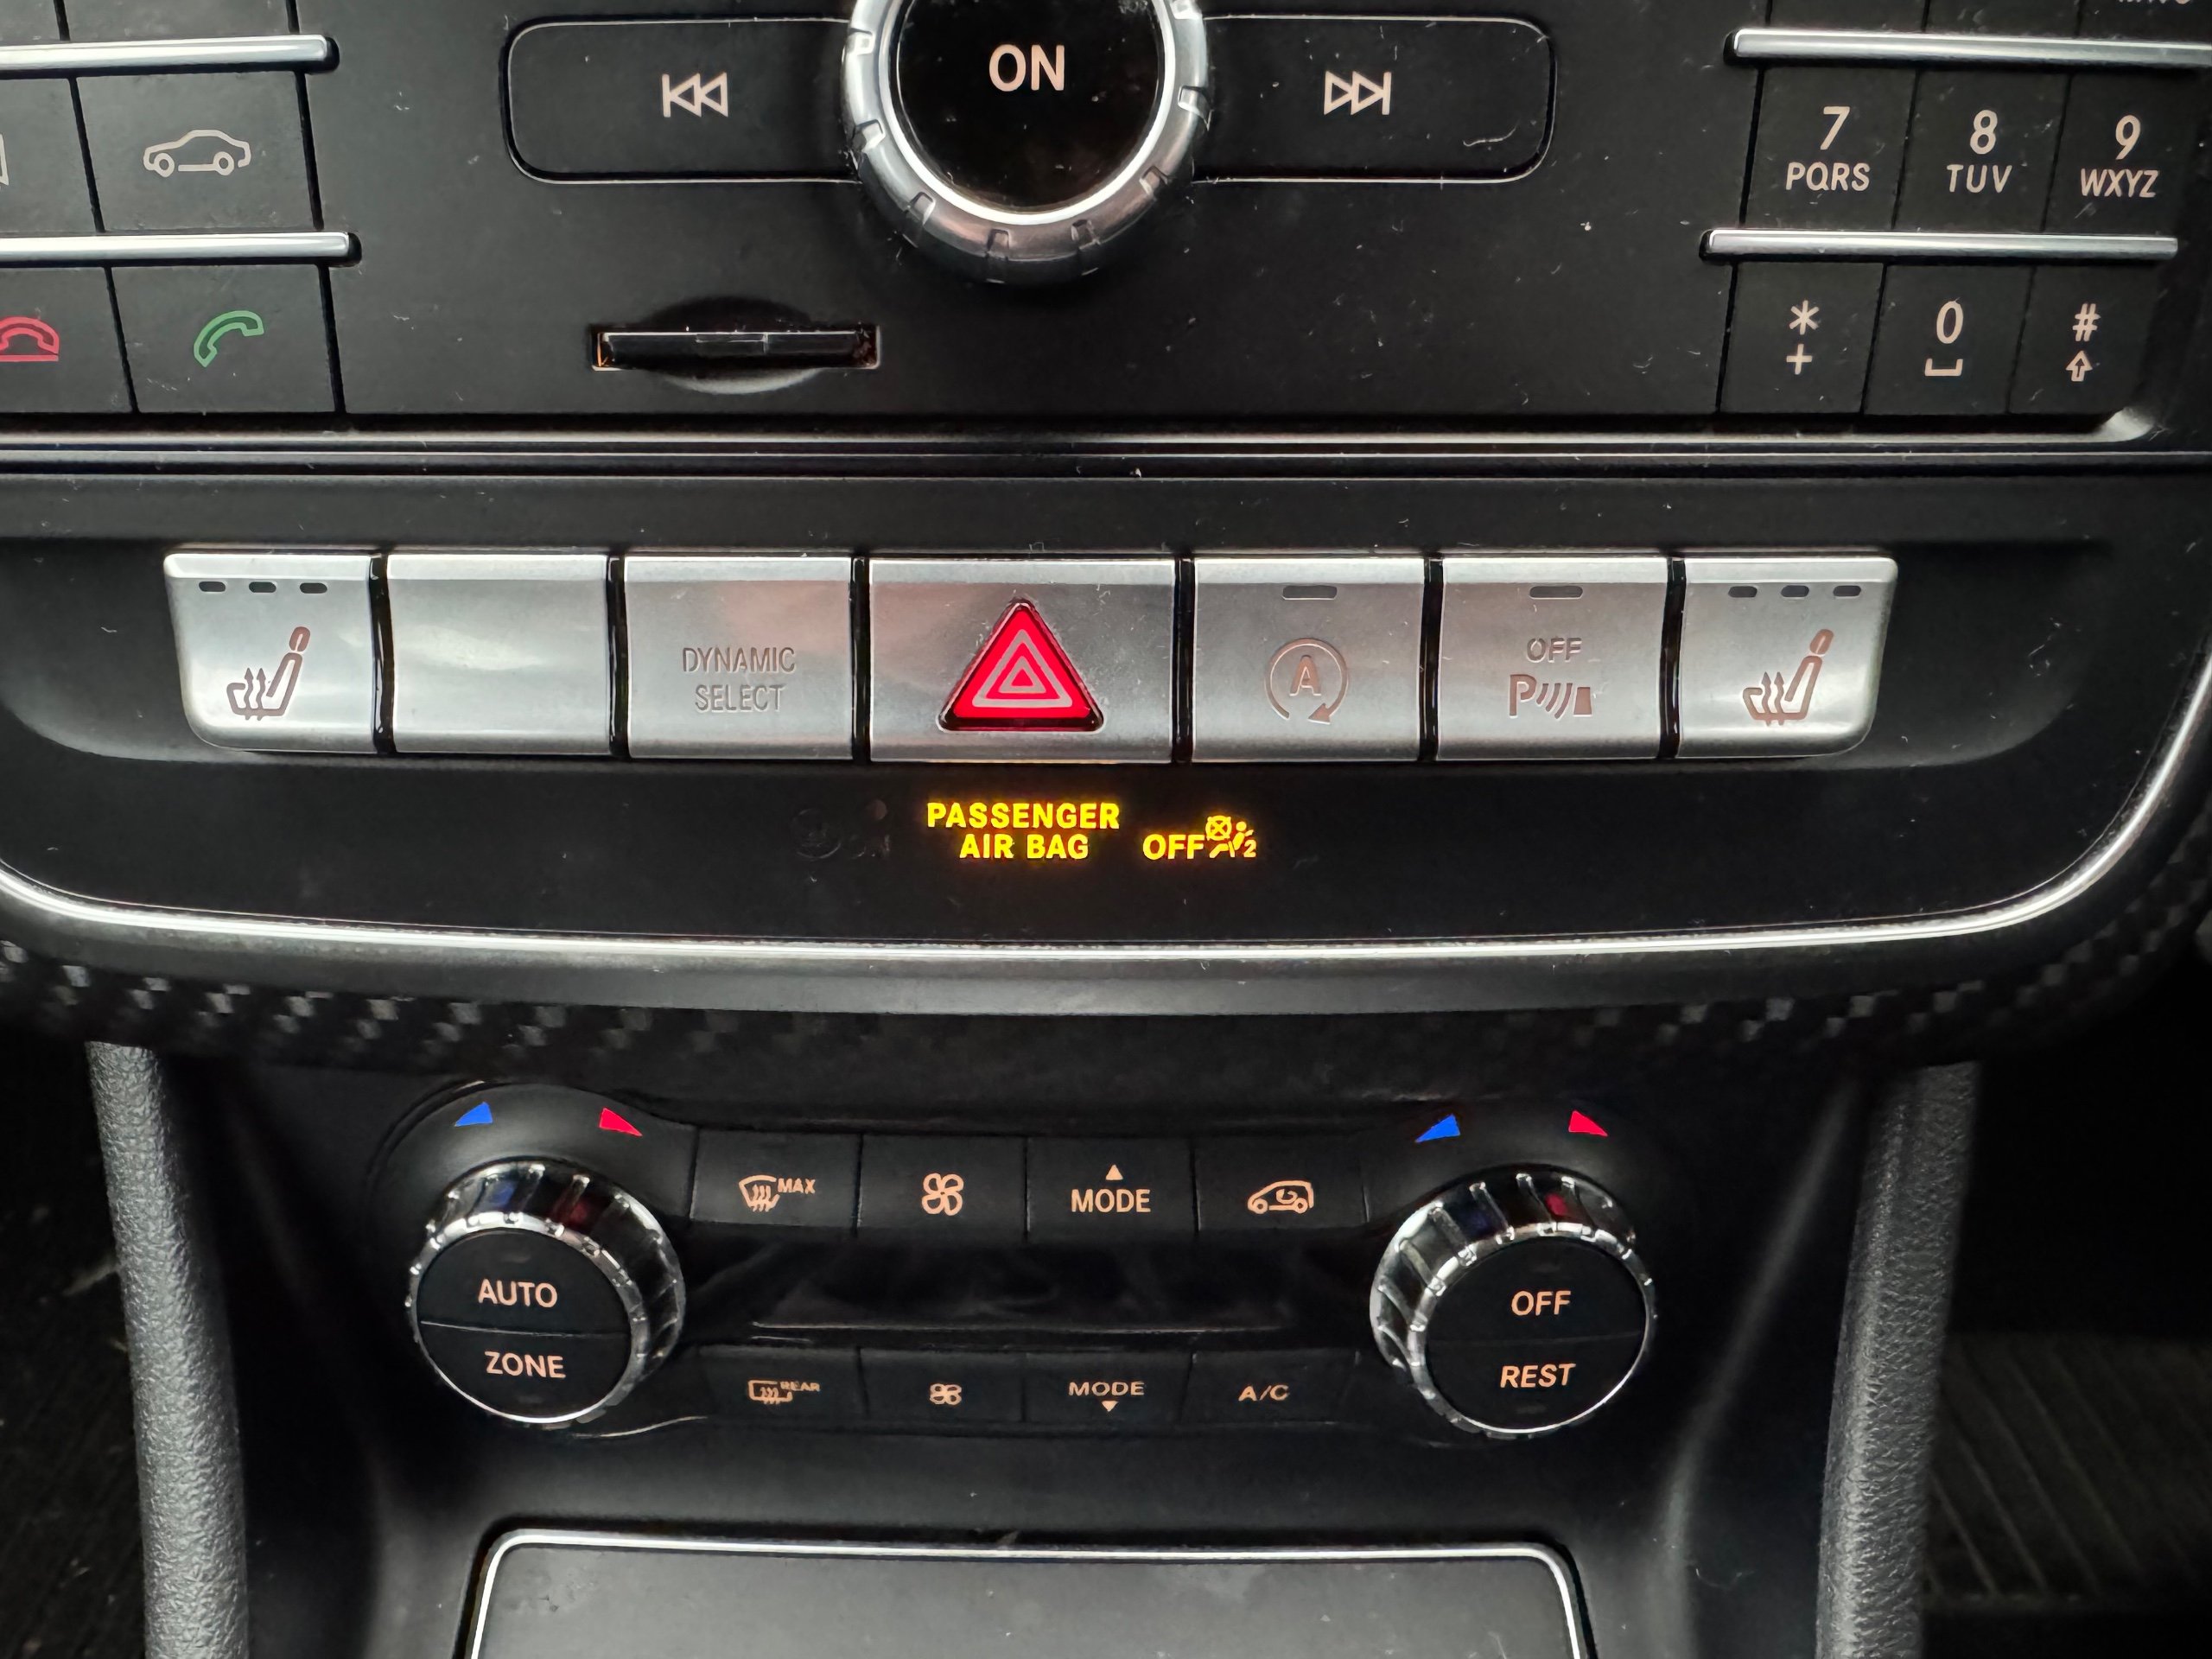 ON
7
PQRS
8
TUV
9
WXYZ
*
+
0
#
DYNAMIC
SELECT
A
OFF
P
PASSENGER
AIR BAG
OFF 2
MAX
MODE
AUTO
ZONE
OFF
REST
REAR
MODE
A/C